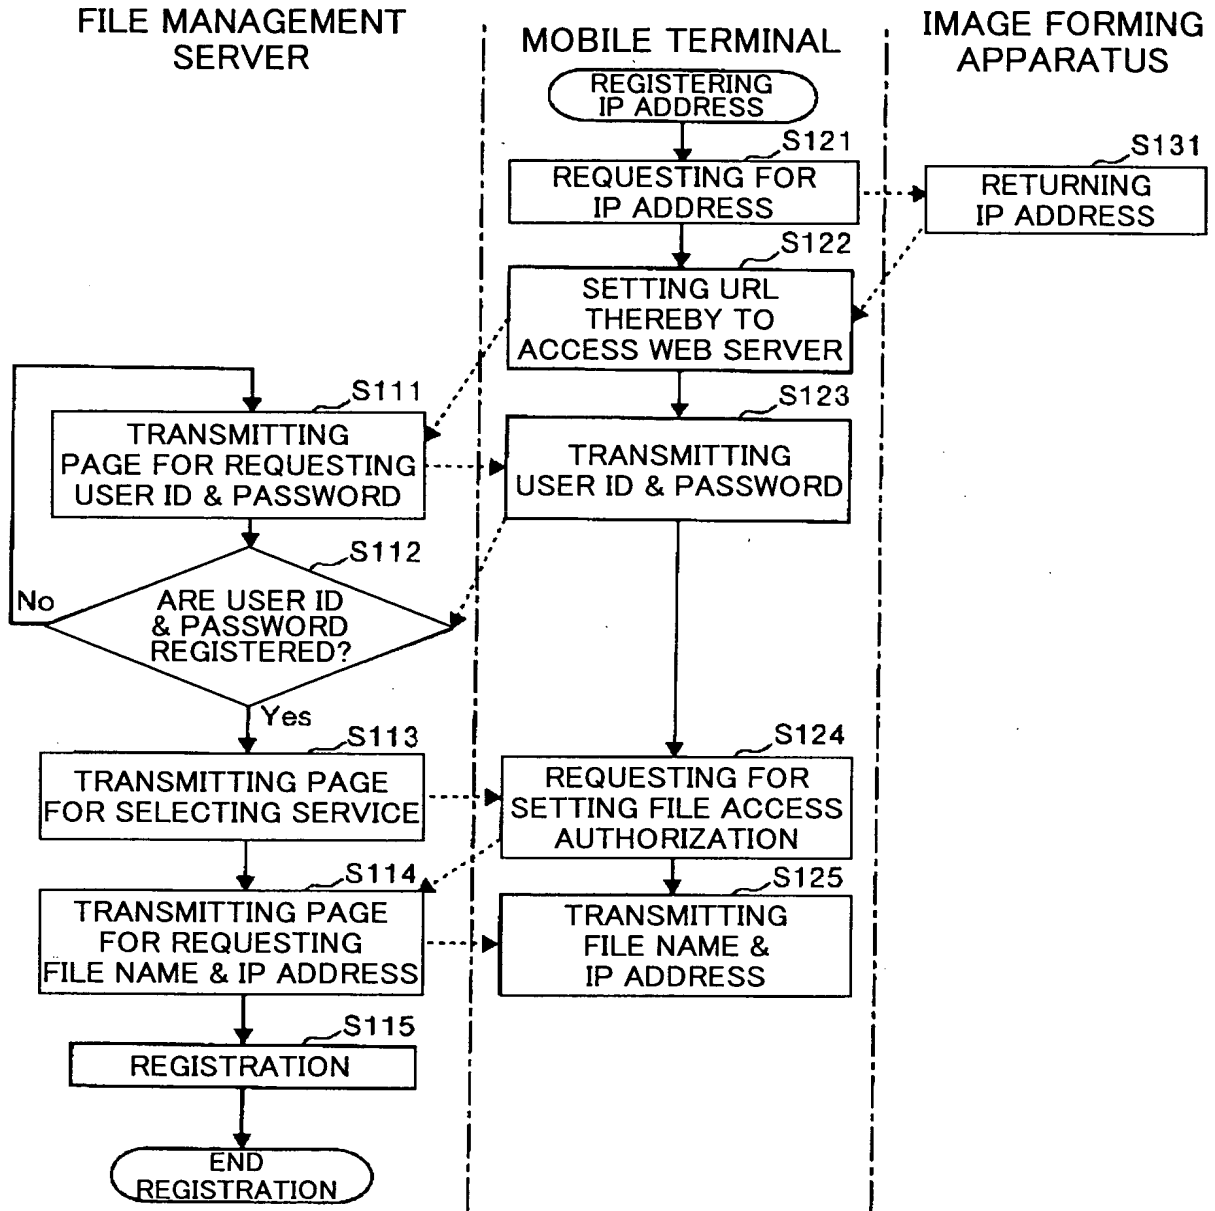 FILE MANAGEMENT
SERVER
MOBILE TERMINAL
IMAGE FORMING
APPARATUS
REGISTERING
IP ADDRESS
S121
REQUESTING FOR
IP ADDRESS
S131
RETURNING
IP ADDRESS
S122
SETTING URL
THEREBY TO
ACCESS WEB SERVER
S111
TRANSMITTING
PAGE FOR REQUESTING
USER ID & PASSWORD
S123
TRANSMITTING
USER ID & PASSWORD
S112
No
ARE USER ID
& PASSWORD
REGISTERED?
Yes
S113
TRANSMITTING PAGE
FOR SELECTING SERVICE
S124
REQUESTING FOR
SETTING FILE ACCESS
AUTHORIZATION
S114
TRANSMITTING PAGE
FOR REQUESTING
FILE NAME & IP ADDRESS
S125
TRANSMITTING
FILE NAME &
IP ADDRESS
S115
REGISTRATION
END
REGISTRATION